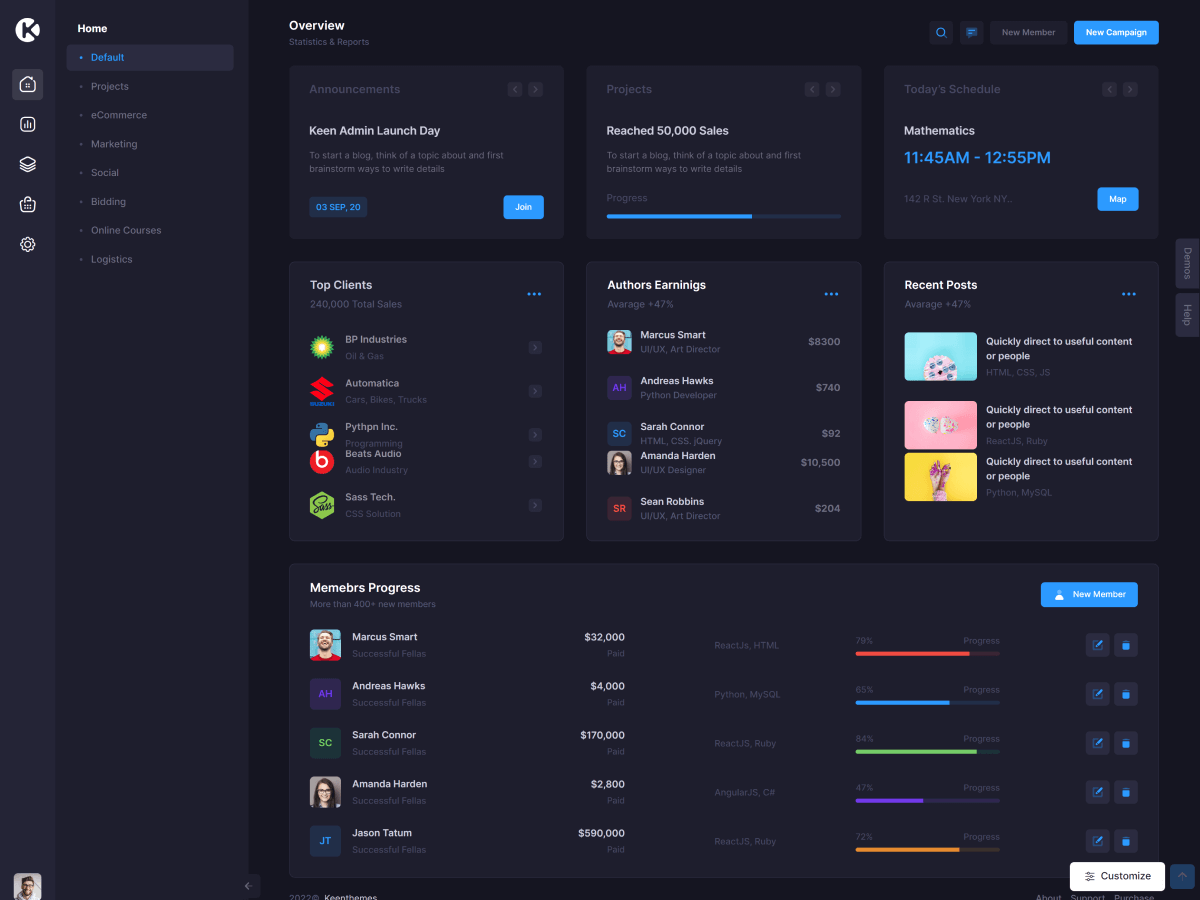 Home
Default
Projects
eCommerce
Marketing
Social
Bidding
Online Courses
Logistics
Overview
Statistics & Reports
New Member
New Campaign
Announcements
Keen Admin Launch Day
To start a blog, think of a topic about and first
brainstorm ways to write details
03 SEP, 20
Join
Projects
Reached 50,000 Sales
To start a blog, think of a topic about and first
brainstorm ways to write details
Progress
Today's Schedule
Mathematics
11:45AM - 12:55PM
142 R St. New York NY..
Map
Demos
Help
Top Clients
240,000 Total Sales
BP Industries
Oil & Gas
SUZUKI
Automatica
Cars, Bikes, Trucks
Pythpn Inc.
Programming
Beats Audio
Audio Industry
Sass
Sass Tech.
CSS Solution
Authors Earninigs
Avarage +47%
Marcus Smart
UI/UX, Art Director
$8300
AH
Andreas Hawks
Python Developer
$740
SC
Sarah Connor
HTML, CSS. jQuery
$92
Amanda Harden
UI/UX Designer
$10,500
SR
Sean Robbins
UI/UX, Art Director
$204
Recent Posts
Avarage +47%
Quickly direct to useful content
or people
HTML, CSS, JS
Quickly direct to useful content
or people
ReactJS, Ruby
Quickly direct to useful content
or people
Python, MySQL
Memebrs Progress
More than 400+ new members
New Member
Marcus Smart
Successful Fellas
$32,000
Paid
ReactJs, HTML
79%
Progress
AH
Andreas Hawks
Successful Fellas
$4,000
Paid
Python, MySQL
65%
Progress
SC
Sarah Connor
Successful Fellas
$170,000
Paid
ReactJS, Ruby
84%
Progress
Amanda Harden
Successful Fellas
$2,800
Paid
AngularJS, C#
47%
Progress
JT
Jason Tatum
Successful Fellas
$590,000
Paid
ReactJS, Ruby
72%
Progress
Customize
2022© Keenthemes
About Support Purchase